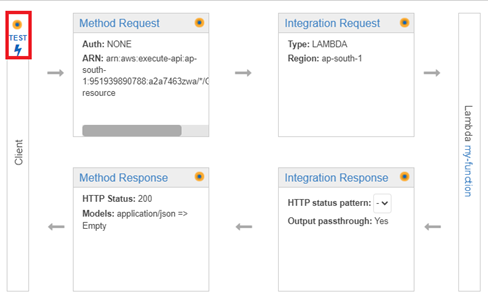 TEST
Client
Method Request
Auth: NONE
ARN: arn:aws:execute-api:ap-
south-
1:951939890788:a2a7463zwa/*/
resource
Integration Request
Type: LAMBDA
Region: ap-south-1
Method Response
HTTP Status: 200
Models: application/json =>
Empty
Integration Response
HTTP status pattern: -
Output passthrough: Yes
Lambda my-function